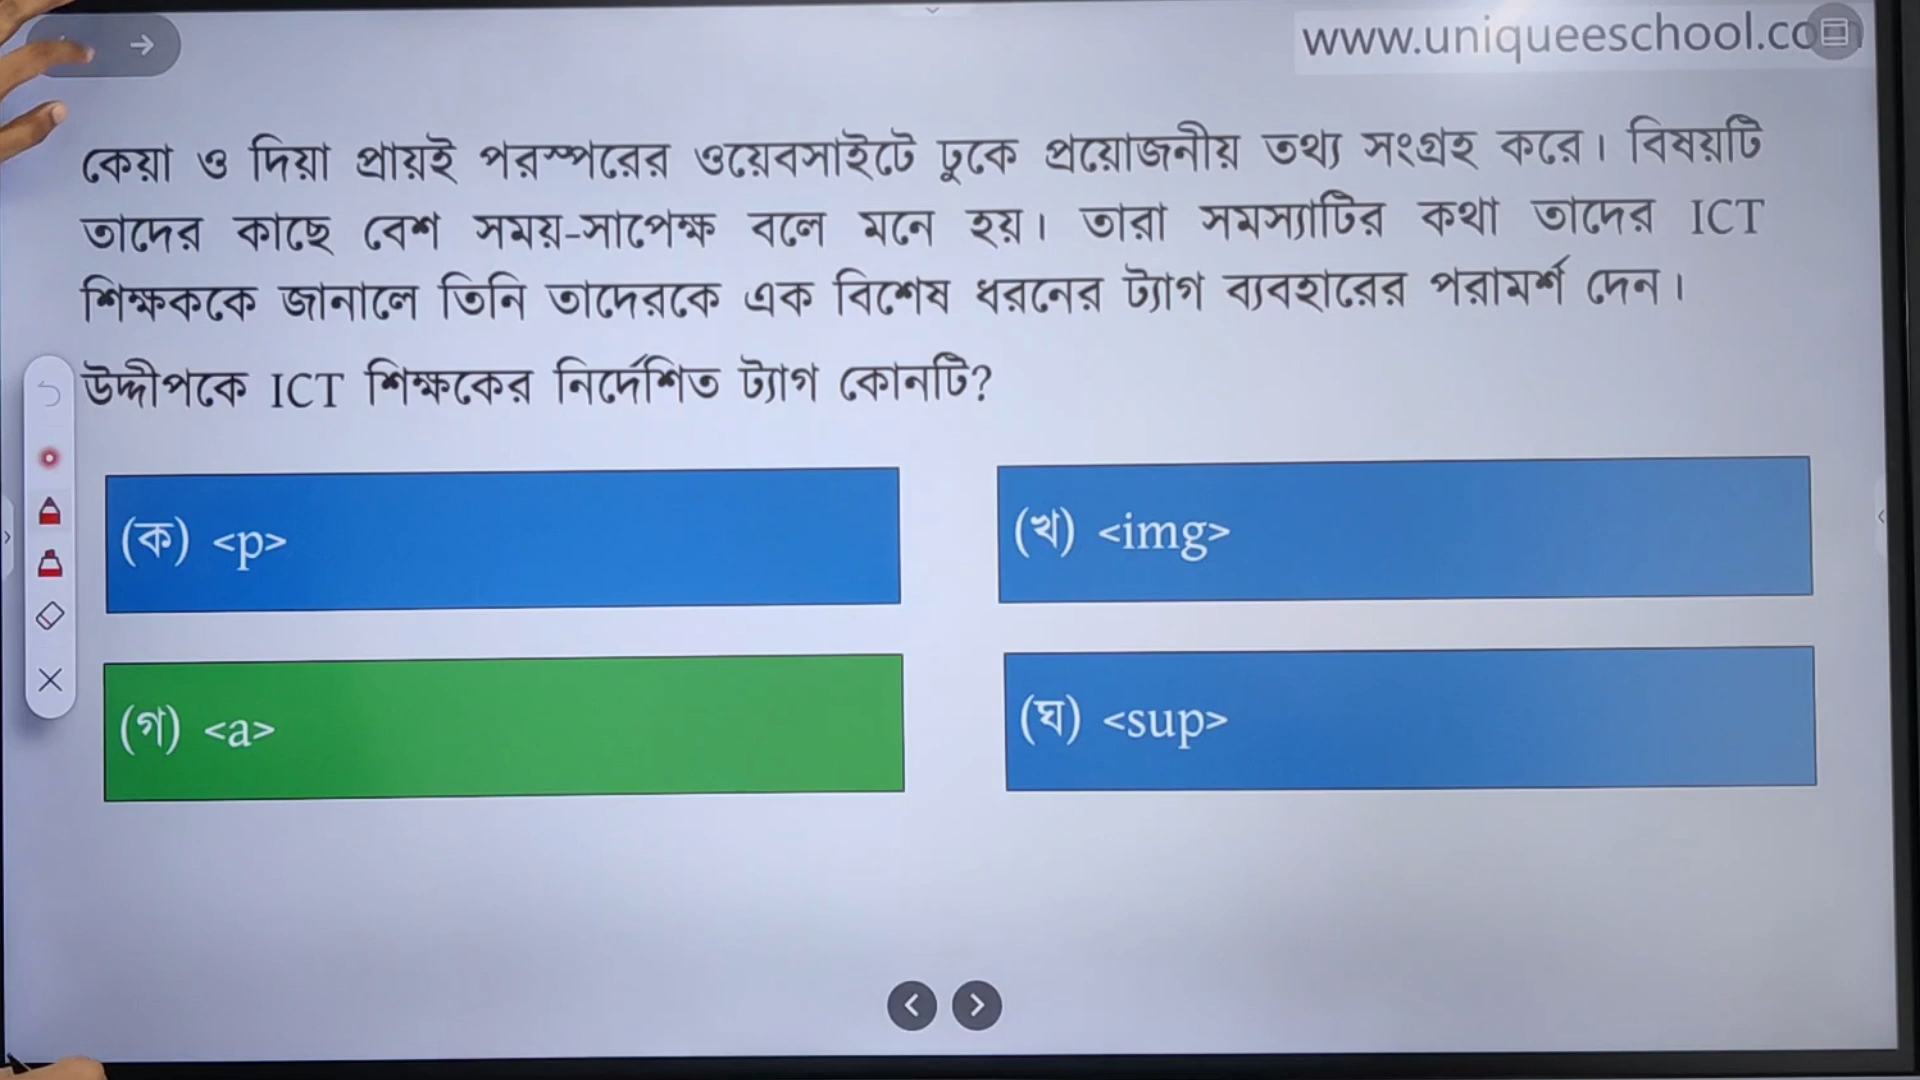 www.uniqueeschool.co
কেয়া ও দিয়া প্রায়ই পরস্পরের ওয়েবসাইটে ঢুকে প্রয়োজনীয় তথ্য সংগ্রহ করে। বিষয়টি
তাদের কাছে বেশ সময়-সাপেক্ষ বলে মনে হয়। তারা সমস্যাটির কথা তাদের ICT
শিক্ষককে জানালে তিনি তাদেরকে এক বিশেষ ধরনের ট্যাগ ব্যবহারের পরামর্শ দেন।
উদ্দীপকে ICT শিক্ষকের নির্দেশিত ট্যাগ কোনটি?
(ক) <p>
(খ) <img>
(গ) <a>
(ঘ) <sup>